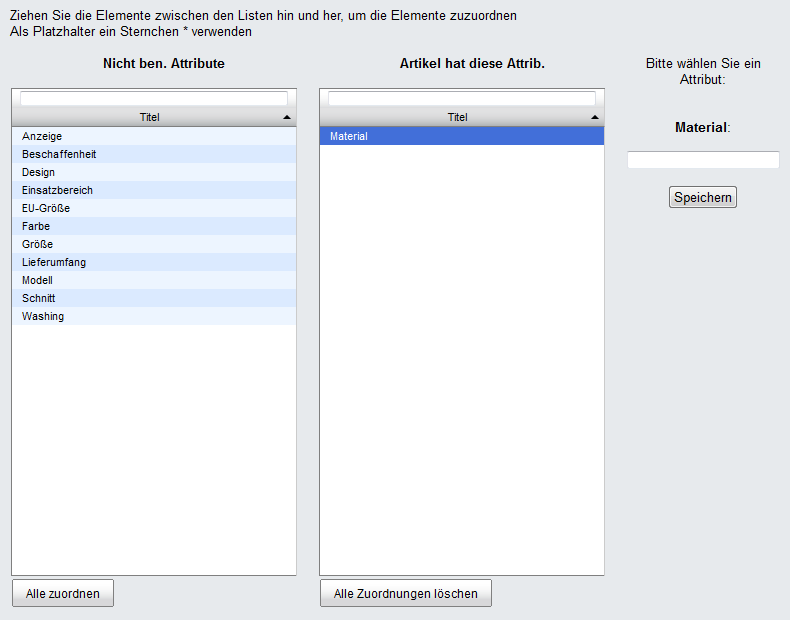 Ziehen Sie die Elemente zwischen den Listen hin und her, um die Elemente zuzuordnen
Als Platzhalter ein Sternchen * verwenden
Nicht ben. Attribute
Titel
Anzeige
Beschaffenheit
Design
Einsatzbereich
EU-Größe
Farbe
Größe
Lieferumfang
Modell
Schnitt
Washing
Alle zuordnen
Artikel hat diese Attrib.
Titel
Material
Alle Zuordnungen löschen
Bitte wählen Sie ein
Attribut:
Material:
Speichern